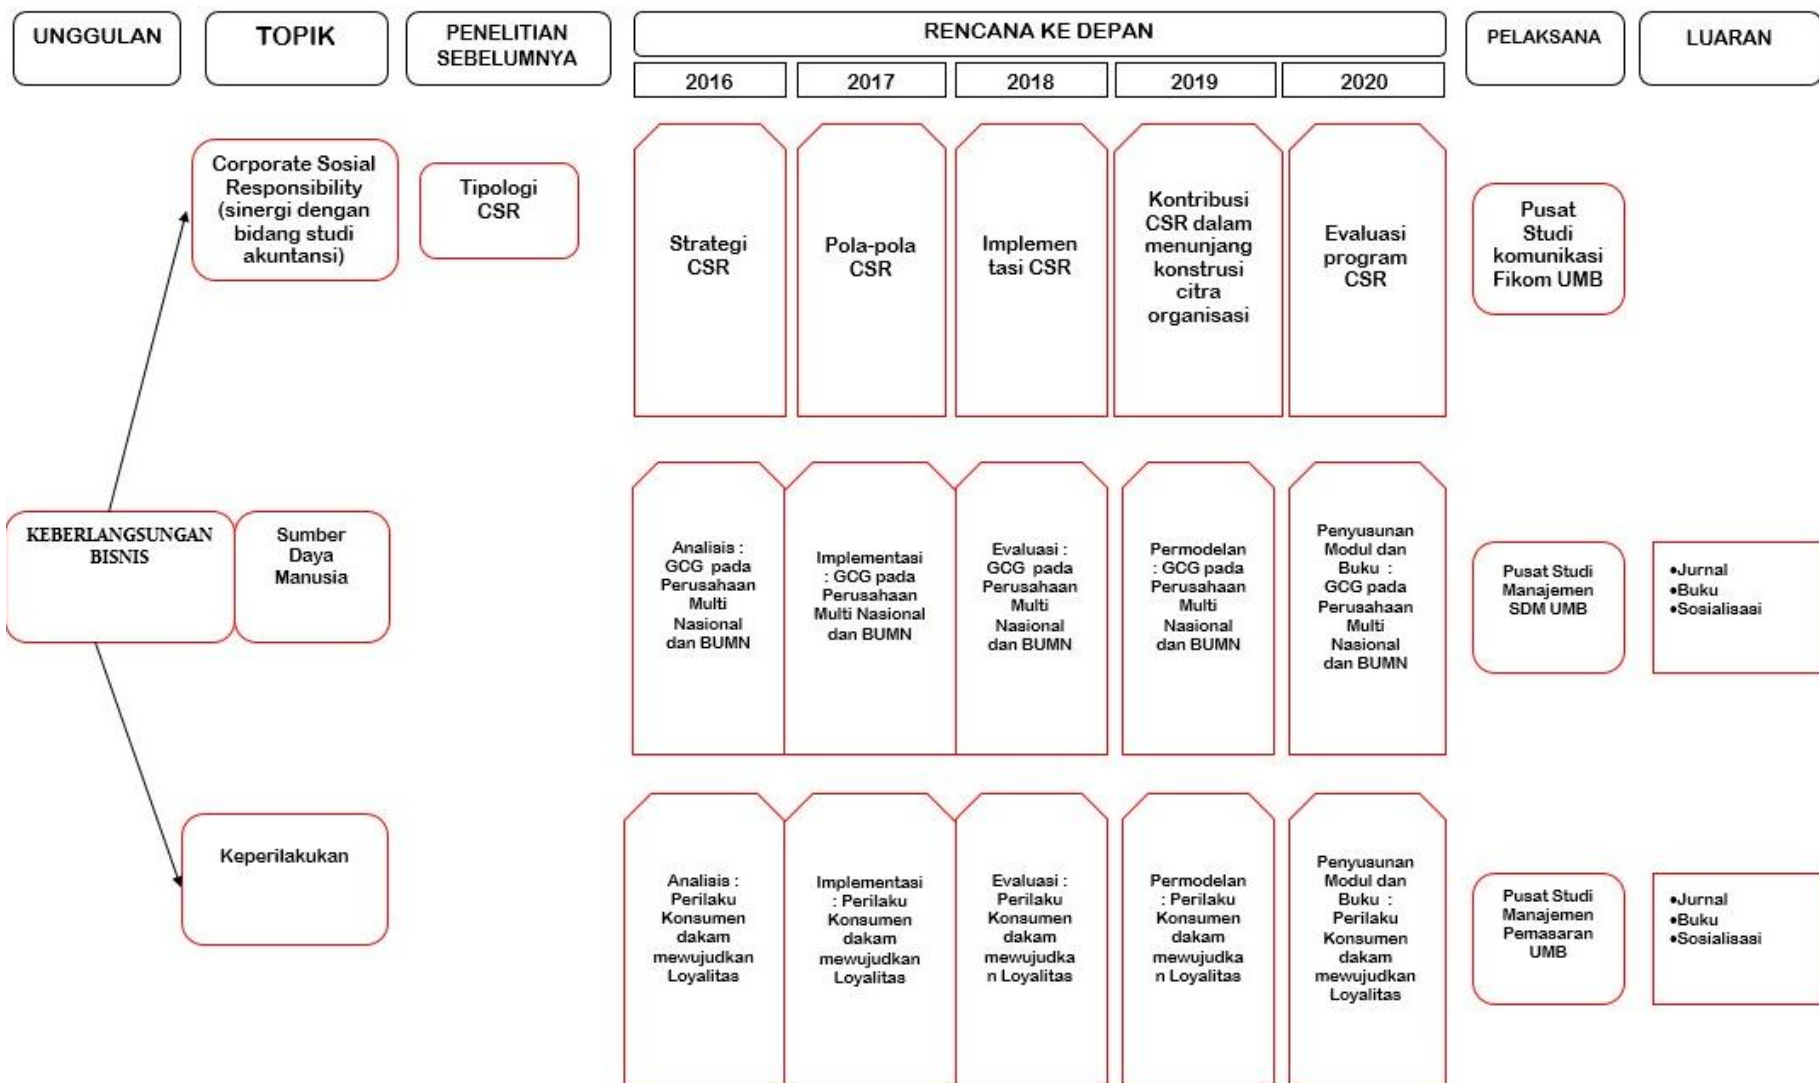 UNGGULAN
TOPIK
PENELITIAN
SEBELUMNYA
RENCANA KE DEPAN
2016
2017
2018
2019
2020
PELAKSANA
LUARAN
Corporate Sosial
Responsibility
(sinergi dengan
bidang studi
akuntansi)
Tipologi
CSR
Strategi
CSR
Pola-pola
CSR
Implemen
tasi CSR
Kontribusi
CSR dalam
menunjang
konstrusi
citra
organisasi
Evaluasi
program
CSR
Pusat
Studi
komunikasi
Fikom UMB
KEBERLANGSUNGAN
BISNIS
Sumber
Daya
Manusia
Analisis :
GCG pada
Perusahaan
Multi
Nasional
dan BUMN
Implementasi
: GCG pada
Perusahaan
Multi Nasional
dan BUMN
Evaluasi :
GCG pada
Perusahaan
Multi
Nasional
dan BUMN
Permodelan
: GCG pada
Perusahaan
Multi
Nasional
dan BUMN
Penyusunan
Modul dan
Buku :
GCG pada
Perusahaan
Multi
Nasional
dan BUMN
Pusat Studi
Manajemen
SDM UMB
•Jurnal
•Buku
•Sosialisasi
Keperilakukan
Analisis :
Perilaku
Konsumen
dakam
mewujudkan
Loyalitas
Implementasi
: Perilaku
Konsumen
dakam
mewujudkan
Loyalitas
Evaluasi :
Perilaku
Konsumen
dakam
mewujudka
n Loyalitas
Permodelan
: Perilaku
Konsumen
dakam
mewujudka
n Loyalitas
Penyusunan
Modul dan
Buku :
Perilaku
Konsumen
dakam
mewujudkan
Loyalitas
Pusat Studi
Manajemen
Pemasaran
UMB
•Jurnal
•Buku
•Sosialisasi